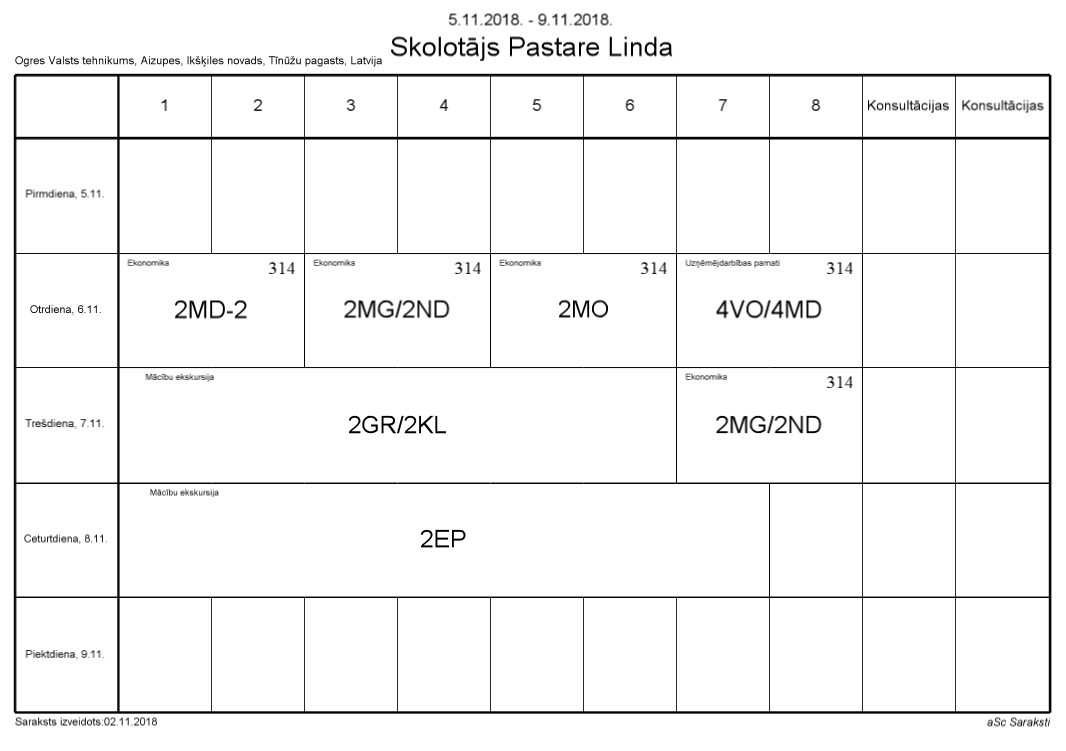 5.11.2018. - 9.11.2018.
Skolotājs Pastare Linda
Ogres Valsts tehnikums, Aizupes, Ikšķiles novads, Tīnūžu pagasts, Latvija
1 2 3 4 5 6 7 8 Konsultācijas Konsultācijas
Pirmdiena, 5.11.
Ekonomika 314 Ekonomika 314 Ekonomika 314 Uzņēmējdarbības pamati 314
Otrdiena, 6.11. 2MD-2 2MG/2ND 2MO 4VO/4MD
Mācību ekskursija Ekonomika 314
Trešdiena, 7.11. 2GR/2KL 2MG/2ND
Mācību ekskursija
Ceturtdiena, 8.11. 2EP
Piektdiena, 9.11.
Saraksts izveidots:02.11.2018 aSc Saraksti